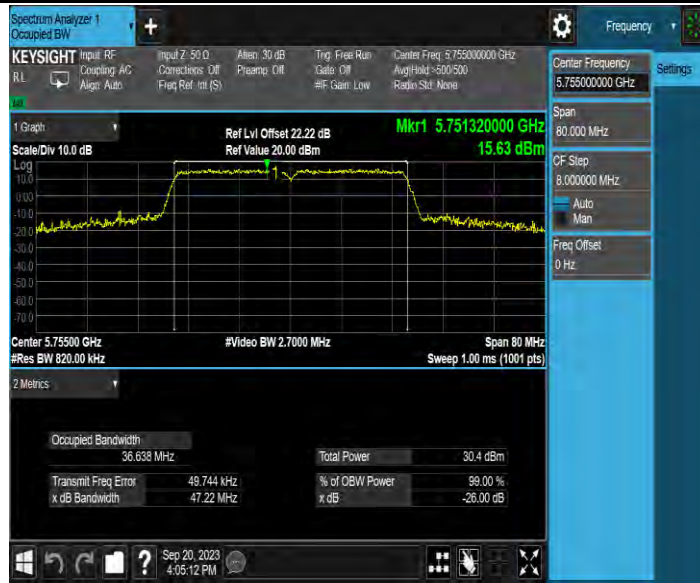 Spectrum Analyzer 1
Occupied BW
Frequency
KEYSIGHT Input: RF Input Z: 50 Ω Atten: 30 dB Trig: Free Run Center Freq: 5.755000000 GHz
RL Coupling: AC Corrections: Off Preamp: Off Gate: Off Avg|Hold:>500/500
Align: Auto Freq Ref: Int (S) #IF Gain: Low Radio Std: None
Center Frequency
5.755000000 GHz
Settings
Span
80.000 MHz
CF Step
8.000000 MHz
Auto
Man
Freq Offset
0 Hz
1 Graph
Ref Lvl Offset 22.22 dB
Mkr1 5.751320000 GHz
Scale/Div 10.0 dB
Ref Value 20.00 dBm
15.63 dBm
Log
10.0
0.00
-10.0
-20.0
-30.0
-40.0
-50.0
-60.0
-70.0
1
Center 5.75500 GHz #Video BW 2.7000 MHz Span 80 MHz
#Res BW 820.00 kHz Sweep 1.00 ms (1001 pts)
2 Metrics
Occupied Bandwidth
36.638 MHz
Total Power 30.4 dBm
Transmit Freq Error 49.744 kHz % of OBW Power 99.00 %
x dB Bandwidth 47.22 MHz x dB -26.00 dB
?
Sep 20, 2023
4:05:12 PM